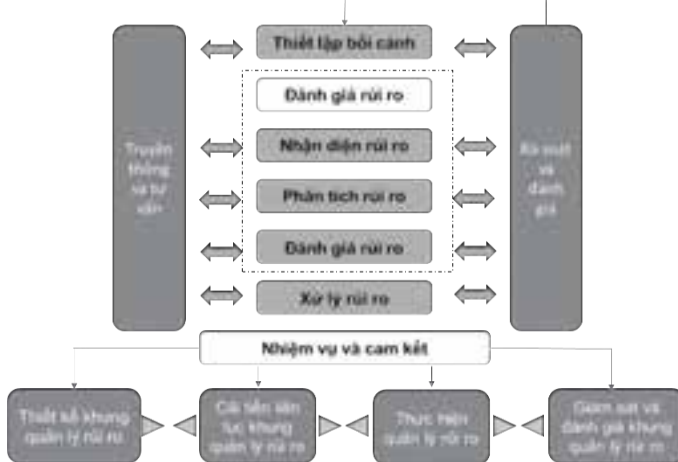 Thiết lập bối cảnh
Đánh giá rủi ro
Nhận diện rủi ro
Phân tích rủi ro
Đánh giá rủi ro
Xử lý rủi ro
Truyền
thông
và tư
vấn
và
đánh
giá
Nhiệm vụ và cam kết
Thiết kế khung
quản lý rủi ro
Cải tiến liên
tục khung
quản lý rủi ro
Thực hiện
quản lý rủi ro
Giám sát và
đánh giá khung
quản lý rủi ro